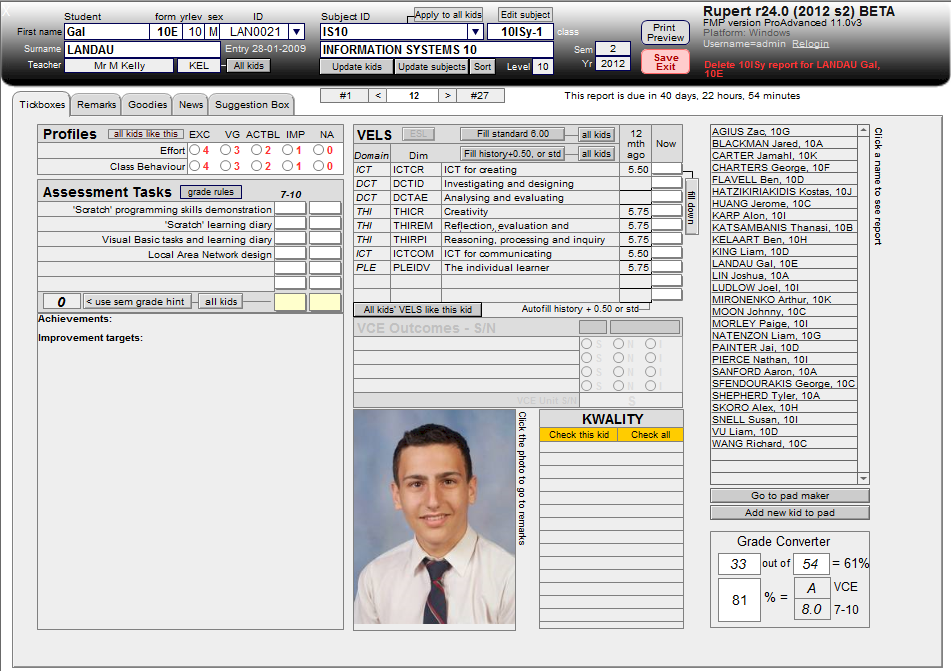 Student form yrlev sex ID
First name Gal 10E 10 M LAN0021
Surname LANDAU Entry 28-01-2009
Teacher Mr M Kelly KEL All kids
Subject ID Apply to all kids Edit subject
IS10 10ISy-1 class
INFORMATION SYSTEMS 10 Sem 2
Update kids Update subjects Sort Level 10 Yr 2012
Print Preview
Save Exit
Rupert r24.0 (2012 s2) BETA
FMP version ProAdvanced 11.0v3
Platform: Windows
Username=admin Relogin
Delete 10ISy report for LANDAU Gal,
10E
#1 < 12 > #27
This report is due in 40 days, 22 hours, 54 minutes
Tickboxes Remarks Goodies News Suggestion Box
Profiles all kids like this EXC VG ACTBL IMP NA
Effort 4 3 2 1 0
Class Behaviour 4 3 2 1 0
Assessment Tasks grade rules 7-10
'Scratch' programming skills demonstration
'Scratch' learning diary
Visual Basic tasks and learning diary
Local Area Network design
0 < use sem grade hint all kids
Achievements:
Improvement targets:
VELS ESL Fill standard 6.00 all kids 12 mth ago Now
Domain Dim Fill history+0.50, or std all kids
ICT ICTCR ICT for creating 5.50
DCT DCTID Investigating and designing
DCT DCTAE Analysing and evaluating
THI THICR Creativity 5.75
THI THIREM Reflection, evaluation and 5.75
THI THIRPI Reasoning, processing and inquiry 5.75
ICT ICTCOM ICT for communicating 5.50
PLE PLEIDV The individual learner 5.75
fill down
All kids' VELS like this kid Autofill history + 0.50 or std
VCE Outcomes - S/N
S N I
S N I
S N I
S N I
VCE Unit S/N S
Click the photo to go to remarks
KWALITY
Check this kid Check all
AGIUS Zac, 10G
BLACKMAN Jared, 10A
CARTER Jamahl, 10K
CHARTERS George, 10F
FLAVELL Ben, 10D
HATZIKIRIAKIDIS Kostas, 10J
HUANG Jerome, 10C
KARP Alon, 10I
KATSAMBANIS Thanasi, 10B
KELAART Ben, 10H
KING Liam, 10D
LANDAU Gal, 10E
LIN Joshua, 10A
LUDLOW Joel, 10I
MIRONENKO Arthur, 10K
MOON Johnny, 10C
MORLEY Paige, 10I
NATENZON Liam, 10G
PAINTER Jai, 10D
PIERCE Nathan, 10I
SANFORD Aaron, 10A
SFENDOURAKIS George, 10C
SHEPHERD Tyler, 10A
SKORO Alex, 10H
SNELL Susan, 10I
VU Liam, 10D
WANG Richard, 10C
Click a name to see report
Go to pad maker
Add new kid to pad
Grade Converter
33 out of 54 = 61%
81 % = A VCE
8.0 7-10